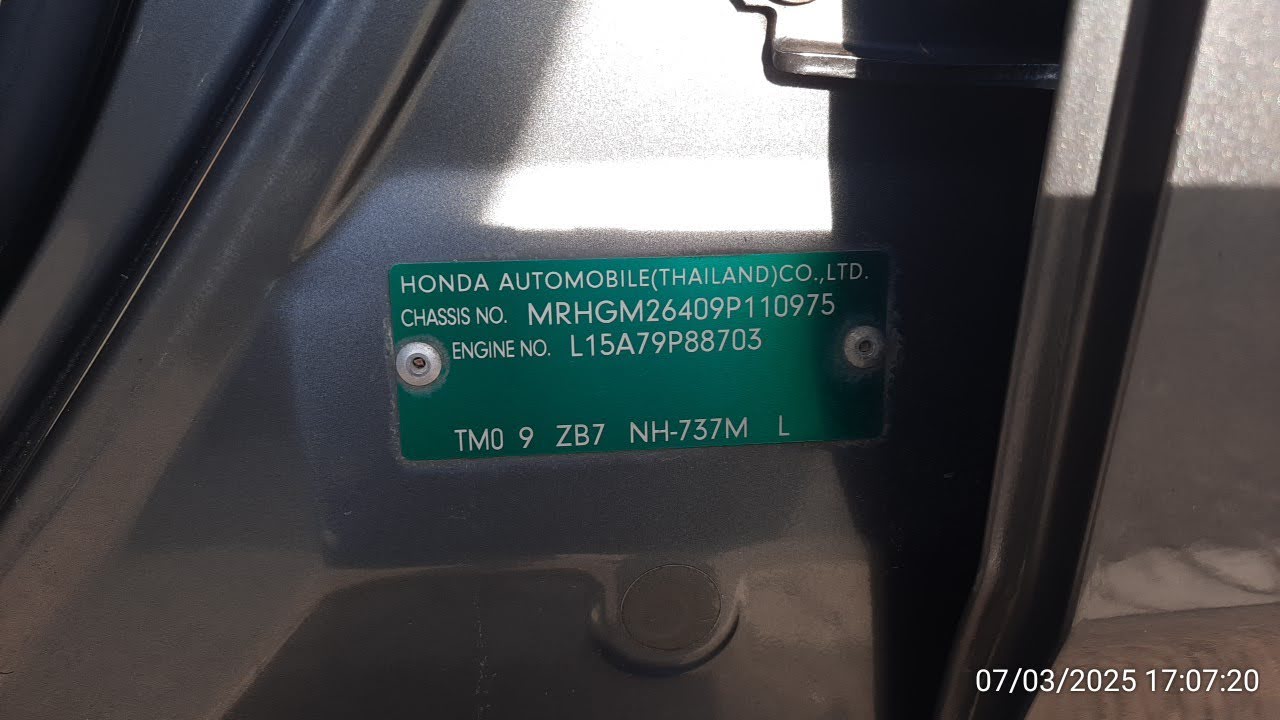 HONDA AUTOMOBILE(THAILAND)CO.,LTD.
CHASSIS NO. MRHGM26409P110975
ENGINE NO. L15A79P88703
TM0 9 ZB7 NH-737M L
07/03/2025 17:07:20